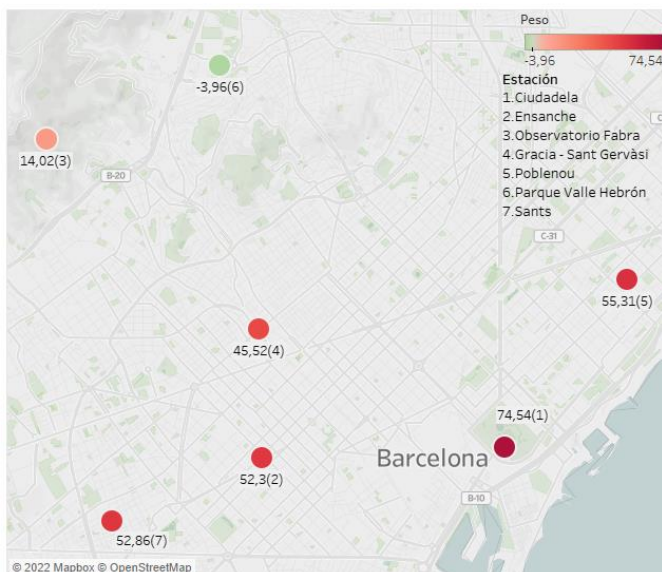 Peso
-3,96 74,54
Estación
1.Ciudadela
2.Ensanche
3.Observatorio Fabra
4.Gracia - Sant Gervàsi
5.Poblenou
6.Parque Valle Hebrón
7.Sants
-3,96(6)
14,02(3)
B-20
C-31
55,31(5)
45,52(4)
74,54(1)
Barcelona
52,3(2)
B-10
52,86(7)
© 2022 Mapbox © OpenStreetMap